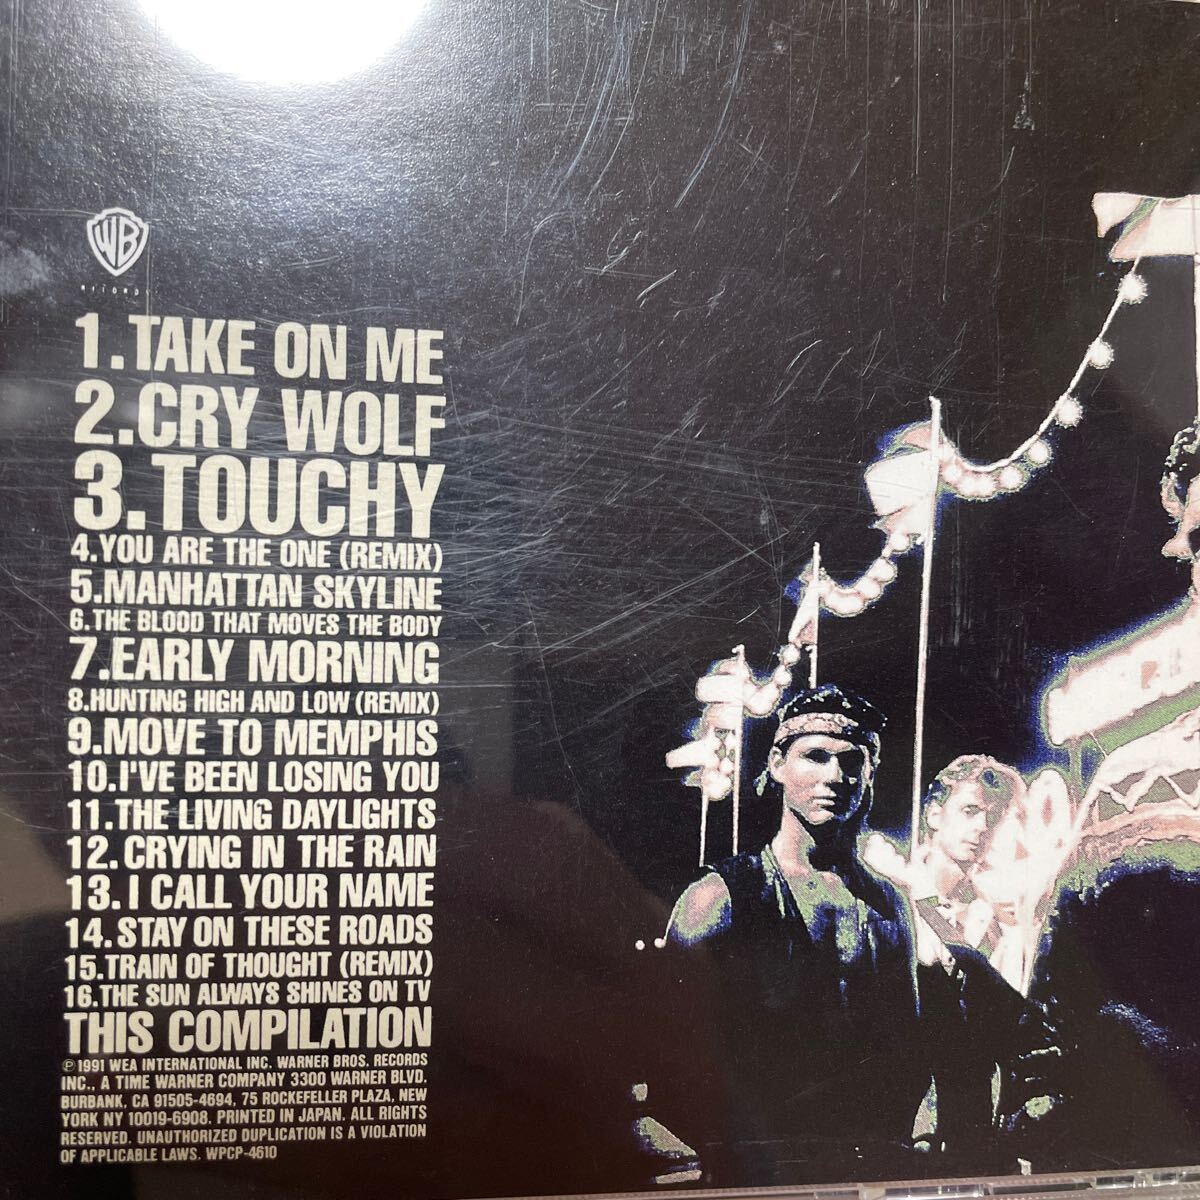 WB
1.TAKE ON ME
2.CRY WOLF
3.TOUCHY
4.YOU ARE THE ONE (REMIX)
5.MANHATTAN SKYLINE
6.THE BLOOD THAT MOVES THE BODY
7.EARLY MORNING
8.HUNTING HIGH AND LOW (REMIX)
9.MOVE TO MEMPHIS
10.I'VE BEEN LOSING YOU
11.THE LIVING DAYLIGHTS
12.CRYING IN THE RAIN
13.I CALL YOUR NAME
14.STAY ON THESE ROADS
15.TRAIN OF THOUGHT (REMIX)
16.THE SUN ALWAYS SHINES ON TV
THIS COMPILATION
℗1991 WEA INTERNATIONAL INC. WARNER BROS. RECORDS
INC., A TIME WARNER COMPANY 3300 WARNER BLVD.
BURBANK, CA 91505-4694, 75 ROCKEFELLER PLAZA, NEW
YORK NY 10019-6908. PRINTED IN JAPAN. ALL RIGHTS
RESERVED. UNAUTHORIZED DUPLICATION IS A VIOLATION
OF APPLICABLE LAWS. WPCP-4610